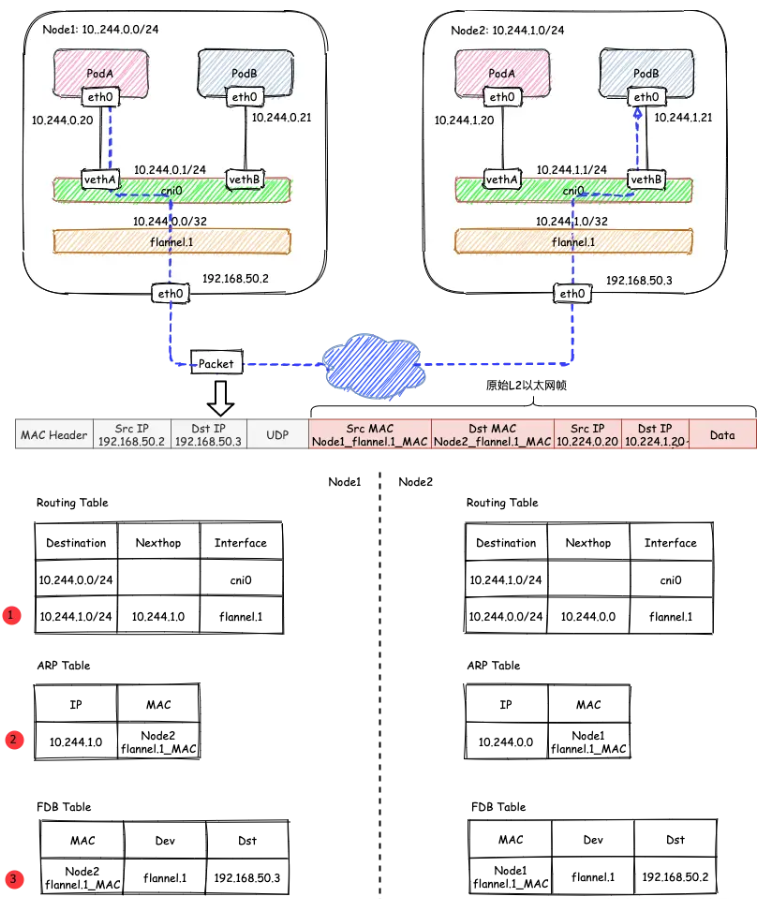 Node1: 10..244.0.0/24
PodA
PodB
eth0
eth0
10.244.0.20
10.244.0.21
10.244.0.1/24
vethA
vethB
cni0
10.244.0.0/32
flannel.1
192.168.50.2
eth0
Node2: 10.244.1.0/24
PodA
PodB
eth0
eth0
10.244.1.20
10.244.1.21
10.244.1.1/24
vethA
vethB
cni0
10.244.1.0/32
flannel.1
192.168.50.3
eth0
Packet
原始L2以太网帧
MAC Header
Src IP
192.168.50.2
Dst IP
192.168.50.3
UDP
Src MAC
Node1_flannel.1_MAC
Dst MAC
Node2_flannel.1_MAC
Src IP
10.224.0.20
Dst IP
10.224.1.20
Data
Node1
Node2
Routing Table
Destination Nexthop Interface
10.244.0.0/24 cni0
1 10.244.1.0/24 10.244.1.0 flannel.1
ARP Table
IP MAC
2 10.244.1.0 Node2
flannel.1_MAC
FDB Table
MAC Dev Dst
3 Node2
flannel.1_MAC flannel.1 192.168.50.3
Routing Table
Destination Nexthop Interface
10.244.1.0/24 cni0
10.244.0.0/24 10.244.0.0 flannel.1
ARP Table
IP MAC
10.244.0.0 Node1
flannel.1_MAC
FDB Table
MAC Dev Dst
Node1
flannel.1_MAC flannel.1 192.168.50.2